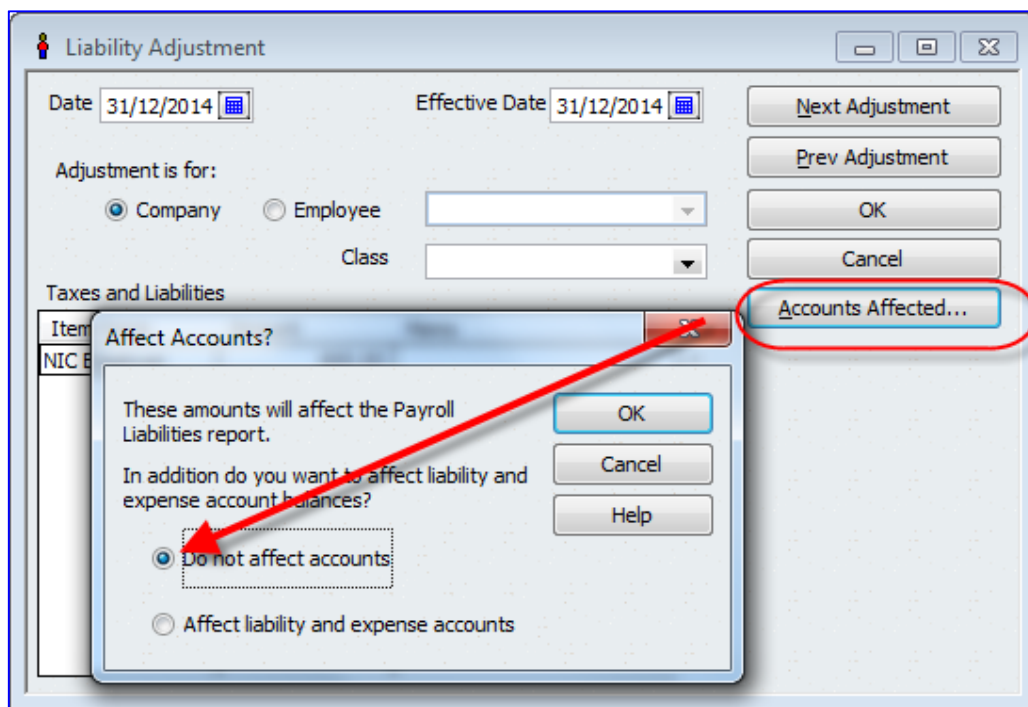 Liability Adjustment
Date 31/12/2014 Effective Date 31/12/2014
Next Adjustment
Prev Adjustment
Adjustment is for:
Company Employee
OK
Class
Cancel
Taxes and Liabilities
Accounts Affected...
Item
NIC E
Affect Accounts?
These amounts will affect the Payroll
Liabilities report.
OK
In addition do you want to affect liability and
expense account balances?
Cancel
Help
Do not affect accounts
Affect liability and expense accounts